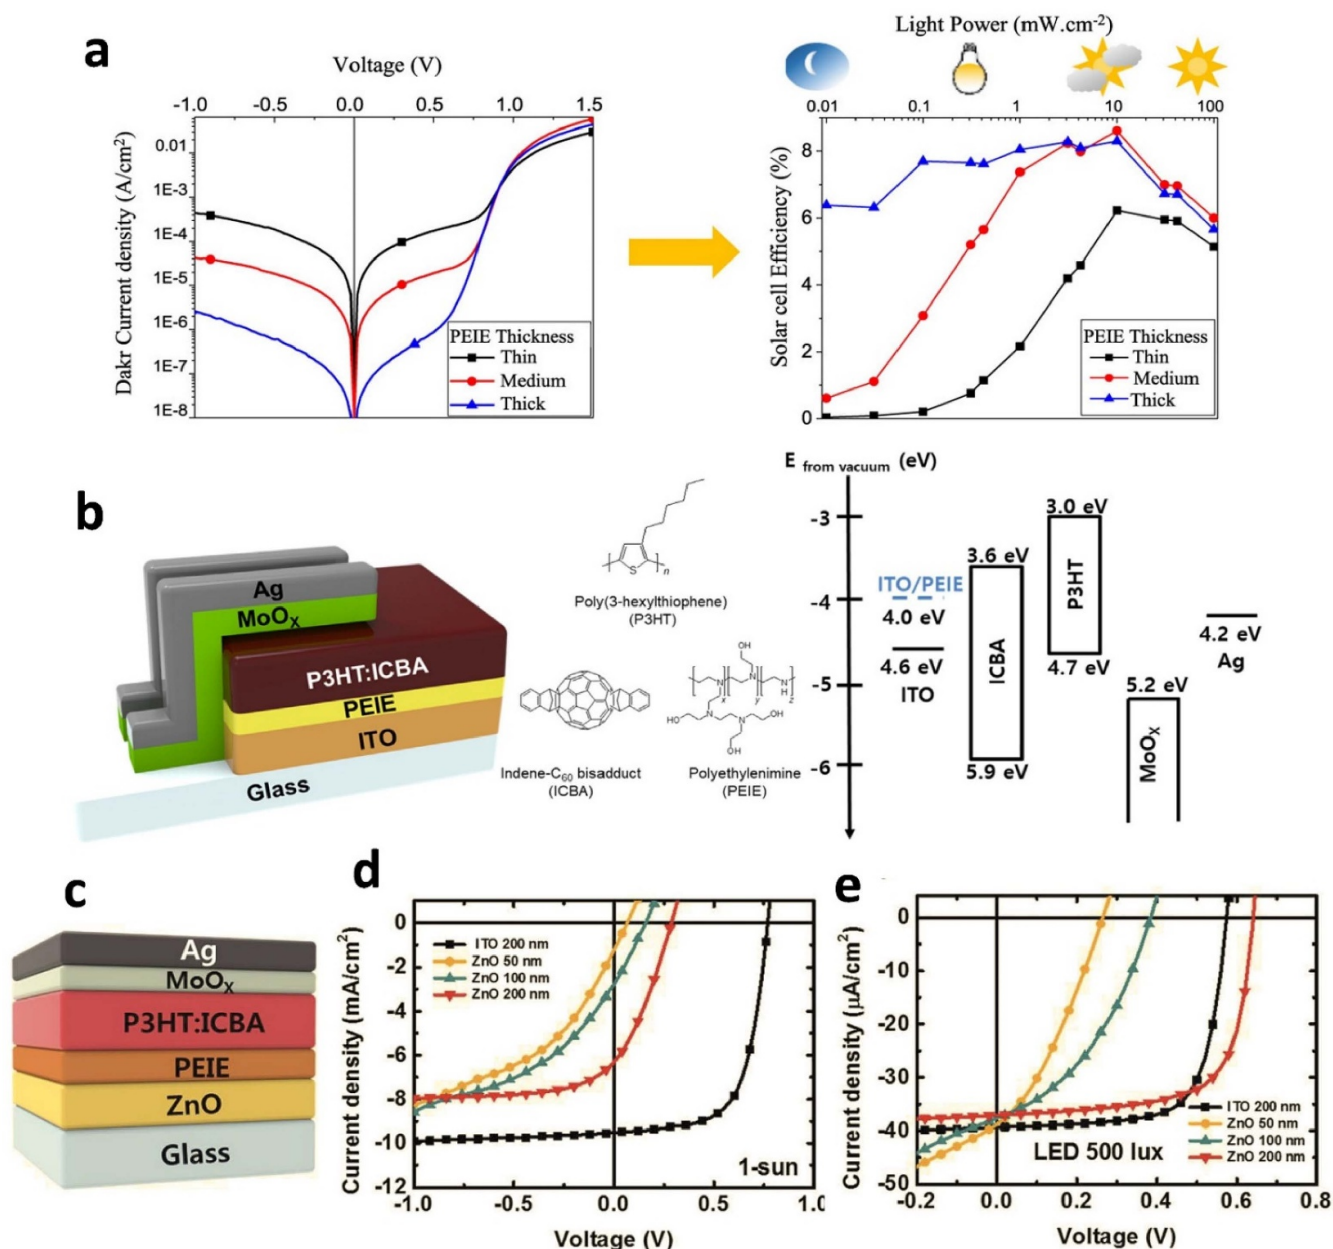 a
Voltage (V)
-1.0 -0.5 0.0 0.5 1.0 1.5
Dakr Current density (A/cm²)
0.01
1E-3
1E-4
1E-5
1E-6
1E-7
1E-8
PEIE Thickness
Thin
Medium
Thick
Light Power (mW.cm⁻²)
0.01 0.1 1 10 100
Solar cell Efficiency (%)
8
6
4
2
0
PEIE Thickness
Thin
Medium
Thick
b
Ag
MoOₓ
P3HT:ICBA
PEIE
ITO
Glass
S
n
Poly(3-hexylthiophene)
(P3HT)
Indene-C₆₀ bisadduct
(ICBA)
OH
N x N y N H z
HO N N OH
OH
Polyethylenimine
(PEIE)
E from vacuum (eV)
-3
-4
-5
-6
ITO/PEIE
4.0 eV
4.6 eV
ITO
3.6 eV
ICBA
5.9 eV
3.0 eV
P3HT
4.7 eV
5.2 eV
MoOₓ
4.2 eV
Ag
c
Ag
MoOₓ
P3HT:ICBA
PEIE
ZnO
Glass
d
Current density (mA/cm²)
0
-2
-4
-6
-8
-10
-12
ITO 200 nm
ZnO 50 nm
ZnO 100 nm
ZnO 200 nm
1-sun
-1.0 -0.5 0.0 0.5 1.0
Voltage (V)
e
Current density (µA/cm²)
0
-10
-20
-30
-40
-50
ITO 200 nm
ZnO 50 nm
ZnO 100 nm
ZnO 200 nm
LED 500 lux
-0.2 0.0 0.2 0.4 0.6 0.8
Voltage (V)